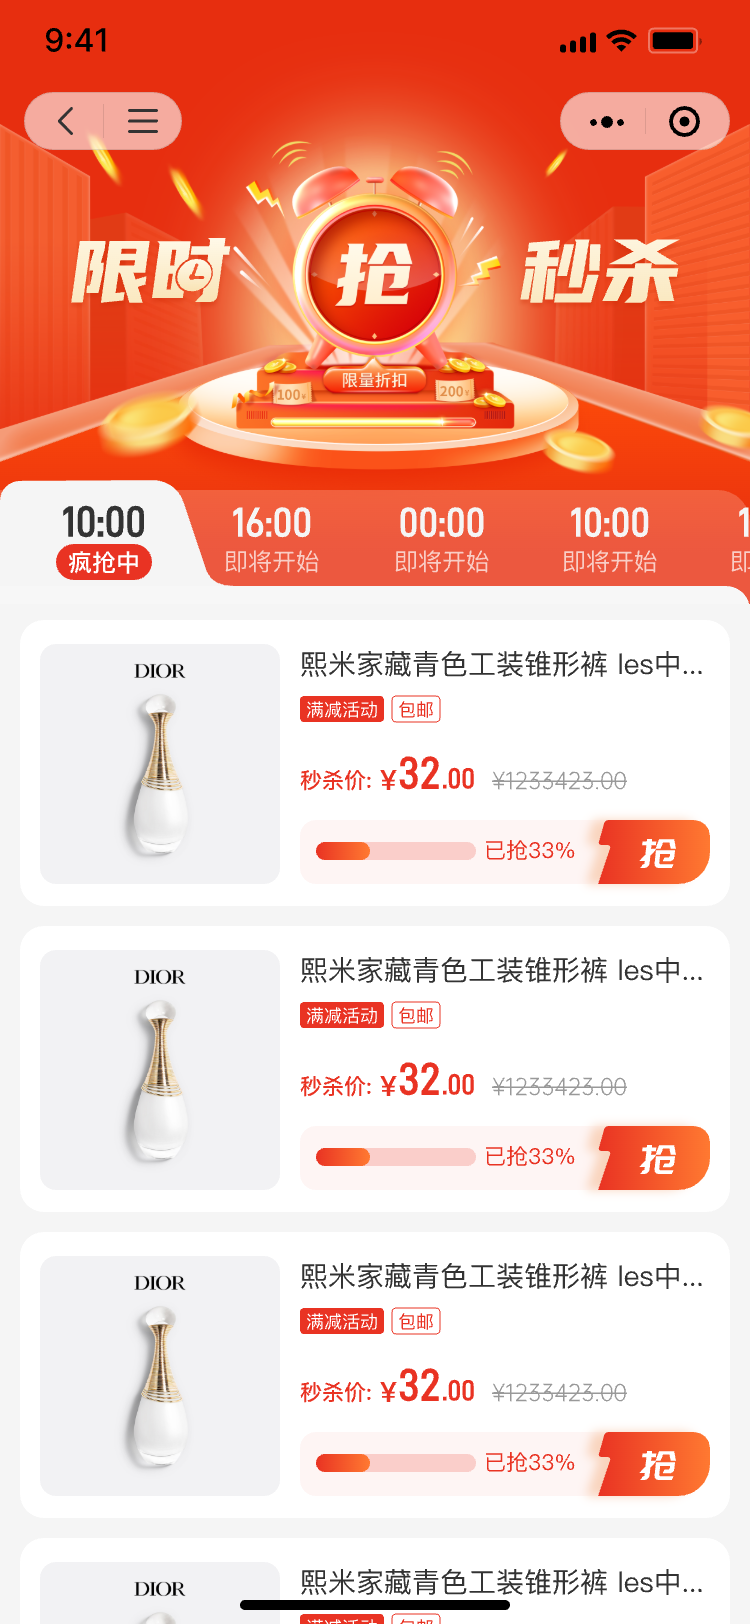 9:41
限时
抢
秒杀
限量折扣
100
200
10:00
16:00
00:00
10:00
疯抢中
即将开始
即将开始
即将开始
DIOR
熙米家藏青色工装锥形裤 les中...
满减活动
包邮
秒杀价: ¥32.00 ¥1233423.00
已抢33%
抢
DIOR
熙米家藏青色工装锥形裤 les中...
满减活动
包邮
秒杀价: ¥32.00 ¥1233423.00
已抢33%
抢
DIOR
熙米家藏青色工装锥形裤 les中...
满减活动
包邮
秒杀价: ¥32.00 ¥1233423.00
已抢33%
抢
DIOR
熙米家藏青色工装锥形裤 les中...